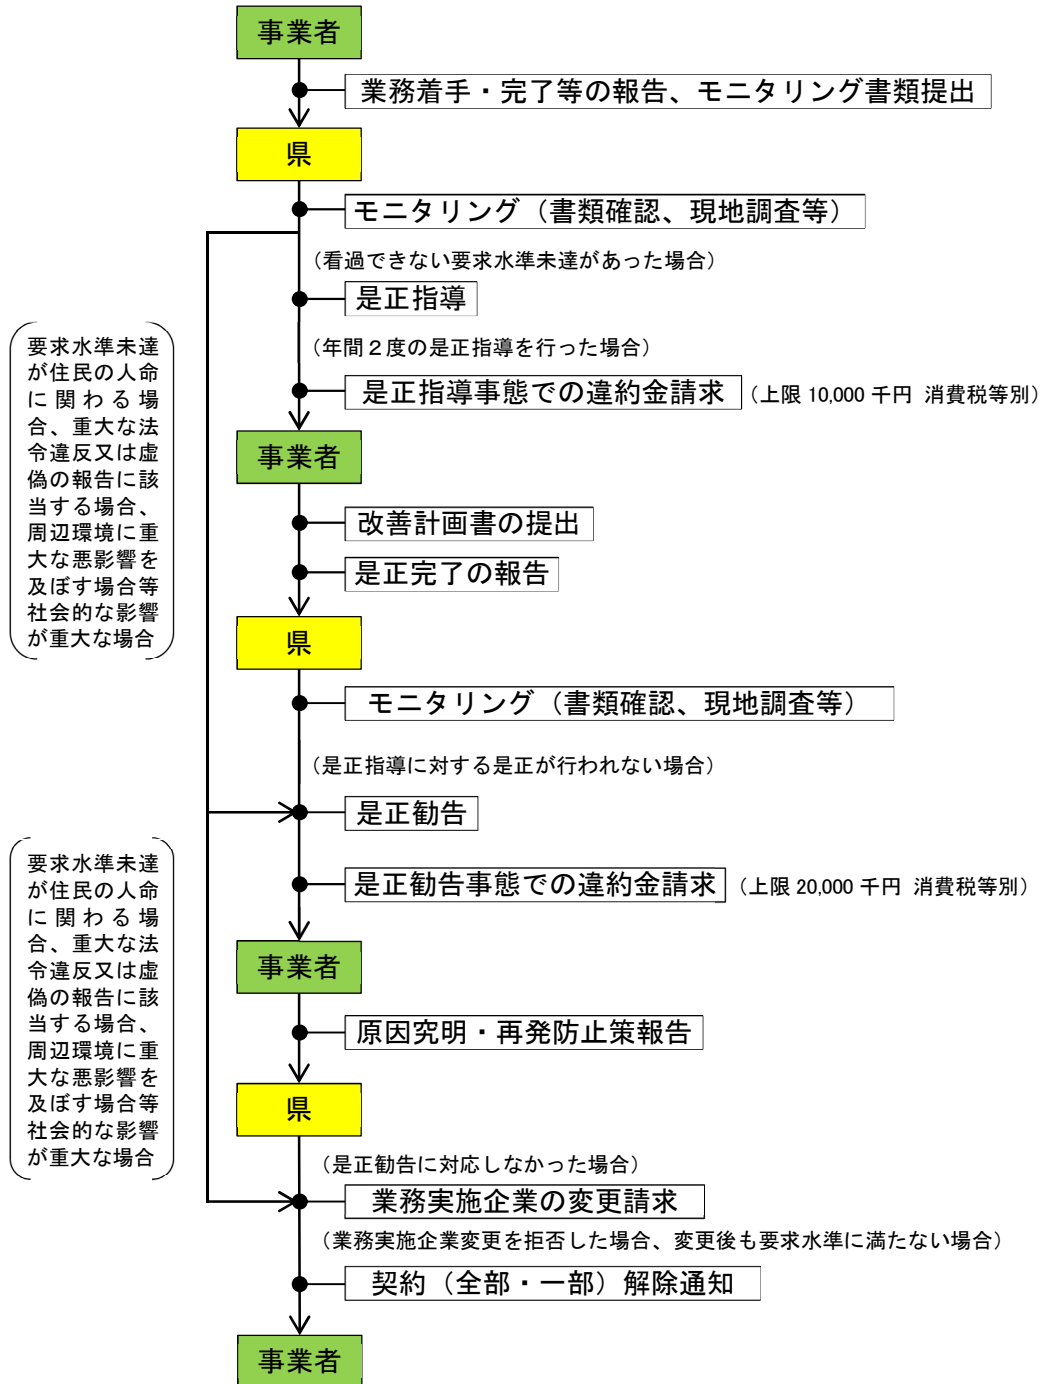 事業者
業務着手・完了等の報告、モニタリング書類提出
県
モニタリング（書類確認、現地調査等）
（看過できない要求水準未達があった場合）
是正指導
（年間２度の是正指導を行った場合）
是正指導事態での違約金請求
（上限 10,000 千円 消費税等別）
要求水準未達
が住民の人命
に関わる場
合、重大な法
令違反又は虚
偽の報告に該
当する場合、
周辺環境に重
大な悪影響を
及ぼす場合等
社会的な影響
が重大な場合
事業者
改善計画書の提出
是正完了の報告
県
モニタリング（書類確認、現地調査等）
（是正指導に対する是正が行われない場合）
是正勧告
是正勧告事態での違約金請求
（上限 20,000 千円 消費税等別）
要求水準未達
が住民の人命
に関わる場
合、重大な法
令違反又は虚
偽の報告に該
当する場合、
周辺環境に重
大な悪影響を
及ぼす場合等
社会的な影響
が重大な場合
事業者
原因究明・再発防止策報告
県
（是正勧告に対応しなかった場合）
業務実施企業の変更請求
（業務実施企業変更を拒否した場合、変更後も要求水準に満たない場合）
契約（全部・一部）解除通知
事業者